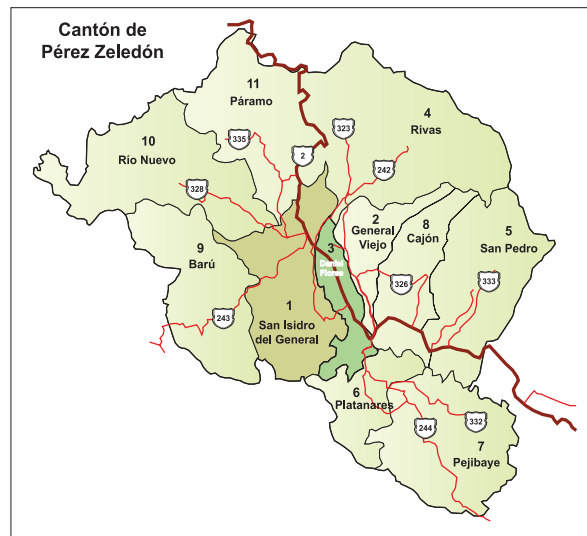 Cantón de
Pérez Zeledón
11
Páramo
4
Rivas
323
335
2
242
10
Río Nuevo
328
2
General
Viejo
8
Cajón
5
San Pedro
9
Barú
3
Daniel
Flores
333
326
1
San Isidro
del General
243
6
Platanares
332
244
7
Pejibaye